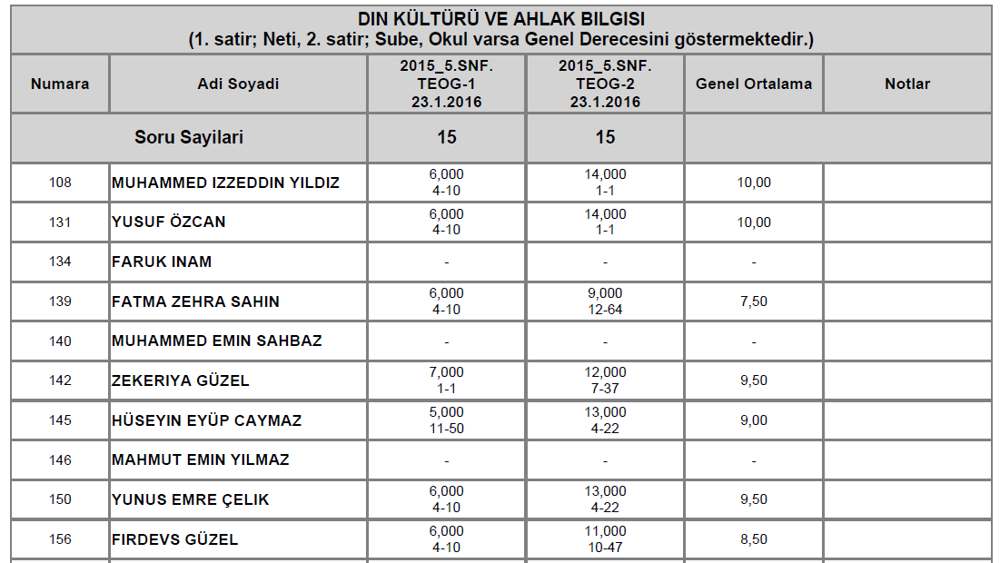 DIN KÜLTÜRÜ VE AHLAK BILGISI
(1. satir; Neti, 2. satir; Sube, Okul varsa Genel Derecesini göstermektedir.)
Numara Adi Soyadi 2015_5.SNF. TEOG-1 23.1.2016 2015_5.SNF. TEOG-2 23.1.2016 Genel Ortalama Notlar
Soru Sayilari 15 15
108 MUHAMMED IZZEDDIN YILDIZ 6,000 4-10 14,000 1-1 10,00
131 YUSUF ÖZCAN 6,000 4-10 14,000 1-1 10,00
134 FARUK INAM - - -
139 FATMA ZEHRA SAHIN 6,000 4-10 9,000 12-64 7,50
140 MUHAMMED EMIN SAHBAZ - - -
142 ZEKERIYA GÜZEL 7,000 1-1 12,000 7-37 9,50
145 HÜSEYIN EYÜP CAYMAZ 5,000 11-50 13,000 4-22 9,00
146 MAHMUT EMIN YILMAZ - - -
150 YUNUS EMRE ÇELIK 6,000 4-10 13,000 4-22 9,50
156 FIRDEVS GÜZEL 6,000 4-10 11,000 10-47 8,50